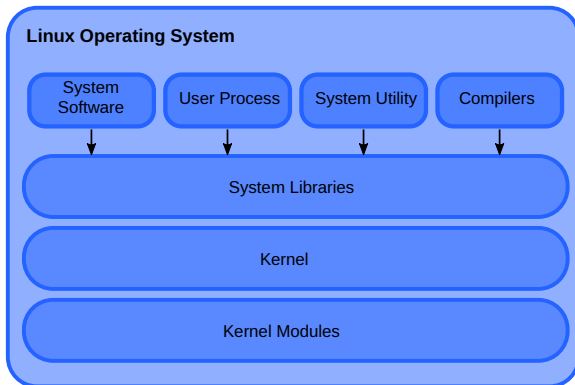 Linux Operating System
System
Software
User Process
System Utility
Compilers
System Libraries
Kernel
Kernel Modules